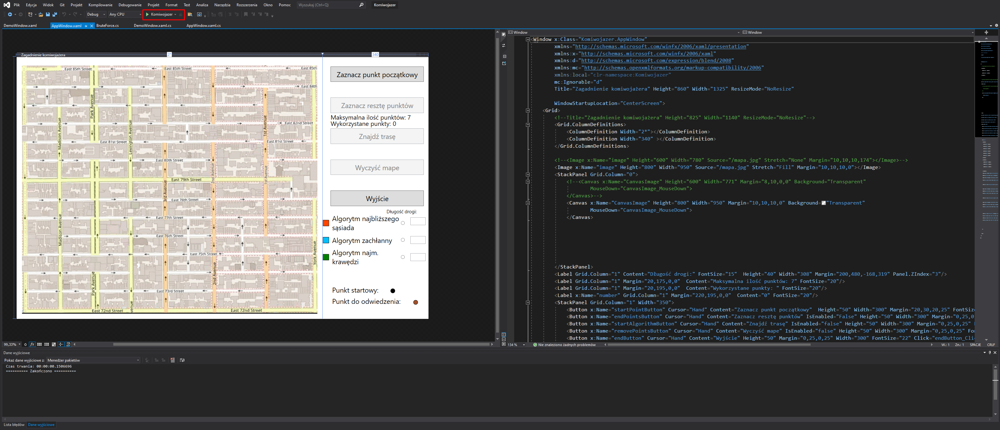 Plik Edycja Widok Git Projekt Kompilowanie Debugowanie Projekt Format Test Analiza Narzędzia Rozszerzenia Okno Pomoc Wyszukaj (Ctrl+Q) Komiwojazer
Debug Any CPU Komiwojazer
DemoWindow.xaml AppWindow.xaml BruteForce.cs DemoWindow.xaml.cs AppWindow.xaml.cs
Zagadnienie komiwojażera 2* 340
East 85th Street East 85th Street East 85th
East 84th
East 82nd Street
East 81st Street East 81st Street
East 80th Street
East 79th Street
East 78th Street
East 77th Street
East 76th Street
East 75th Street
East 73rd Street
East 72nd Street East 72nd Street
Park Avenue
Madison Avenue
Lexington Avenue
1st Avenue
3rd Avenue
2nd Avenue
1st Avenue
Madison Avenue
York Avenue
Park Avenue
2nd Avenue
venue
Zaznacz punkt początkowy
Zaznacz resztę punktów
Maksymalna ilość punktów: 7
Wykorzystane punkty: 0
Znajdź trasę
Wyczyść mape
Wyjście
Długość drogi:
Algorytm najbliższego
sąsiada
Algorytm zachłanny
Algorytm najm.
krawędzi
Punkt startowy:
Punkt do odwiedzenia:
99,33%
Window Window
<Window x:Class="Komiwojazer.AppWindow"
xmlns="http://schemas.microsoft.com/winfx/2006/xaml/presentation"
xmlns:x="http://schemas.microsoft.com/winfx/2006/xaml"
xmlns:d="http://schemas.microsoft.com/expression/blend/2008"
xmlns:mc="http://schemas.openxmlformats.org/markup-compatibility/2006"
xmlns:local="clr-namespace:Komiwojazer"
mc:Ignorable="d"
Title="Zagadnienie komiwojażera" Height="860" Width="1325" ResizeMode="NoResize"
WindowStartupLocation="CenterScreen">
<Grid>
<!--Title="Zagadnienie komiwojażera" Height="825" Width="1140" ResizeMode="NoResize"-->
<Grid.ColumnDefinitions>
<ColumnDefinition Width="2*"></ColumnDefinition>
<ColumnDefinition Width="340" ></ColumnDefinition>
</Grid.ColumnDefinitions>
<!--<Image x:Name="image" Height="600" Width="780" Source="/mapa.jpg" Stretch="None" Margin="10,10,10,174"></Image>-->
<Image x:Name="image" Height="800" Width="950" Source="/mapa.jpg" Stretch="Fill" Margin="10,10,10,0"></Image>
<StackPanel Grid.Column="0">
<!--<Canvas x:Name="CanvasImage" Height="600" Width="771" Margin="8,10,0,0" Background="Transparent"
MouseDown="CanvasImage_MouseDown">
</Canvas>-->
<Canvas x:Name="CanvasImage" Height="800" Width="950" Margin="10,10,10,0" Background="Transparent"
MouseDown="CanvasImage_MouseDown">
</Canvas>
</StackPanel>
<Label Grid.Column="1" Content="Długość drogi:" FontSize="15"  Height="40" Width="308" Margin="200,480,-168,319" Panel.ZIndex="3"/>
<Label Grid.Column="1" Margin="20,175,0,0"  Content="Maksymalna ilość punktów: 7" FontSize="20"/>
<Label Grid.Column="1" Margin="20,195,0,0"  Content="Wykorzystane punkty: " FontSize="20"/>
<Label x:Name="number" Grid.Column="1" Margin="220,195,0,0"  Content="0" FontSize="20"/>
<StackPanel Grid.Column="1" Width="350">
<Button x:Name="startPointButton" Cursor="Hand" Content="Zaznacz punkt początkowy"  Height="50" Width="300" Margin="20,30,20,25" FontSiz
<Button x:Name="endPointsButton" Cursor="Hand" Content="Zaznacz resztę punktów" IsEnabled="False" Height="50" Width="300" Margin="0,25,0
<Button x:Name="startAlgorithmButton" Cursor="Hand" Content="Znajdź trasę" IsEnabled="false" Height="50" Width="300" Margin="0,25,0,25"
<Button x:Name="removePointsButton" Cursor="Hand" Content="Wyczyść mape" IsEnabled="false" Height="50" Width="300" Margin="0,25,0,25" Fo
<Button x:Name="endButton" Cursor="Hand" Content="Wyjście" Height="50" Margin="0,25,0,25" Width="300" FontSize="22" Click="endButton_Cli
134 % Nie znaleziono żadnych problemów W.: 1 Zn.: 1 SPACJE CRLF
Dane wyjściowe
Pokaż dane wyjściowe z: Menedżer pakietów
Czas trwania: 00:00:00.1506696
========== Zakończono ==========
Lista błędów Dane wyjściowe